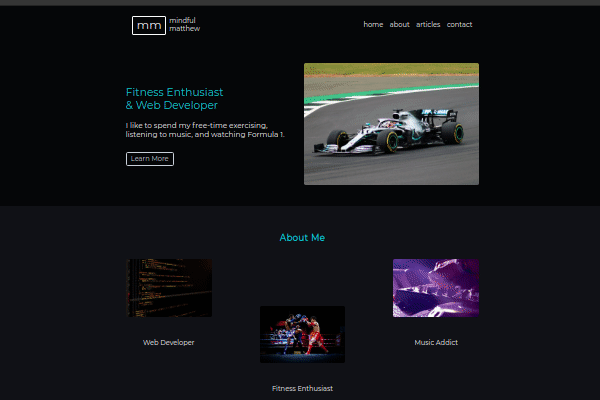 mm
mindful
matthew
home about articles contact
Fitness Enthusiast
& Web Developer
I like to spend my free-time exercising,
listening to music, and watching Formula 1.
Learn More
About Me
Web Developer
Music Addict
Fitness Enthusiast